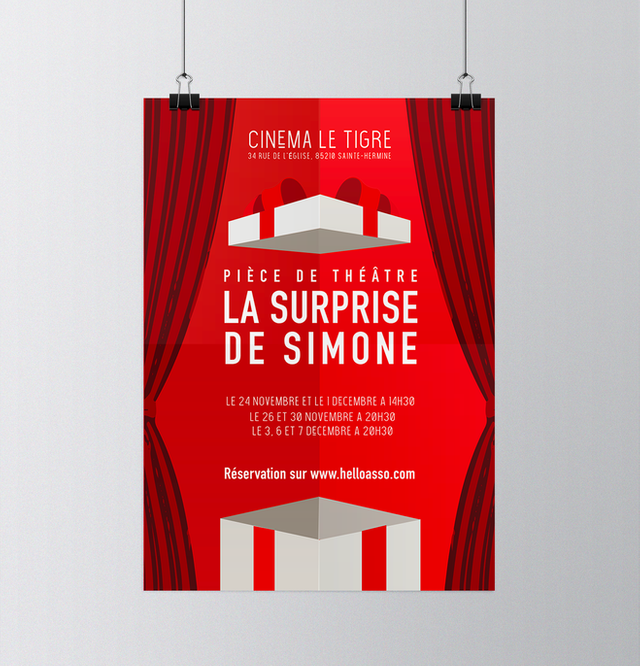 CINEMA LE TIGRE
34 RUE DE L'ÉGLISE, 85210 SAINTE-HERMINE
PIÈCE DE THÉÂTRE
LA SURPRISE
DE SIMONE
LE 24 NOVEMBRE ET LE 1 DECEMBRE A 14H30
LE 26 ET 30 NOVEMBRE A 20H30
LE 3, 6 ET 7 DECEMBRE A 20H30
Réservation sur www.helloasso.com